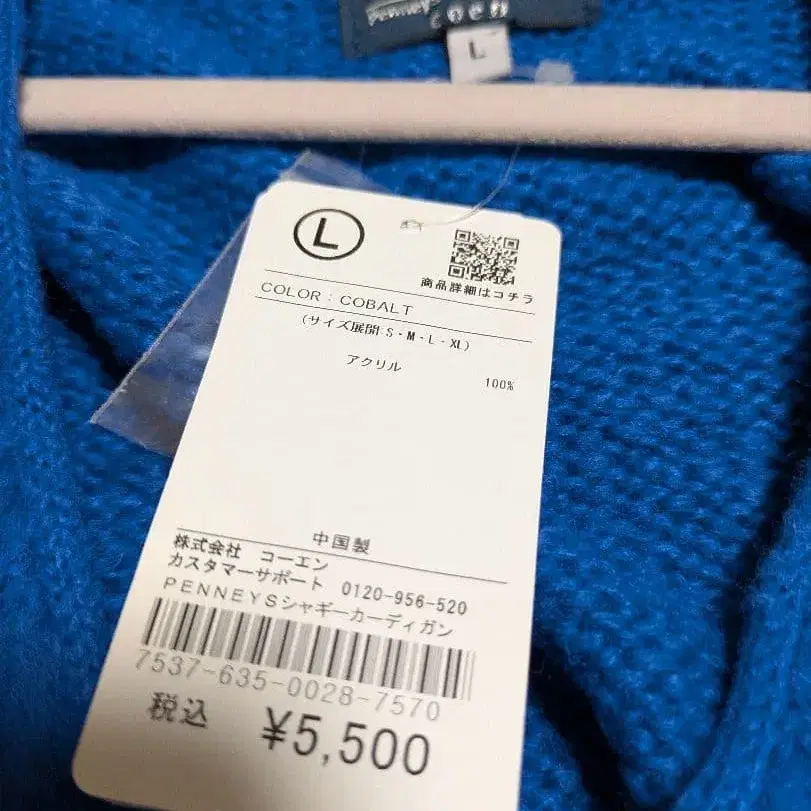 coen
L
L
商品詳細はコチラ
COLOR : COBALT
(サイズ展開 S・M・L・XL)
アクリル 100%
中国製
株式会社 コーエン
カスタマーサポート 0120-956-520
PENNEYSシャギーカーディガン
7537-635-0028-7570
税込 ¥5,500